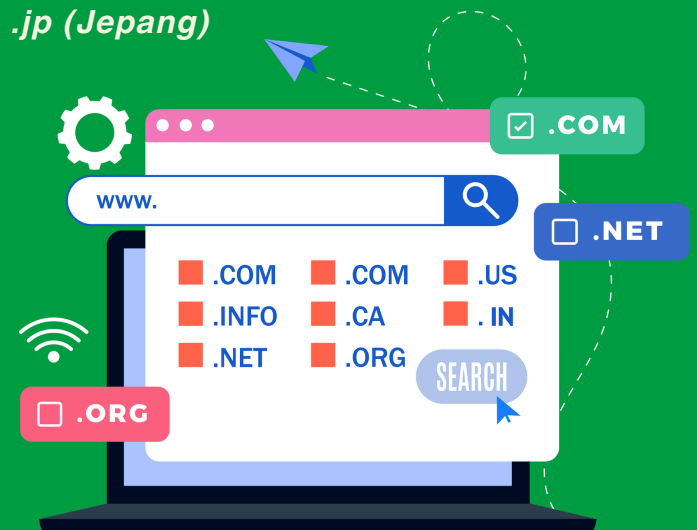 .jp (Jepang)
.COM
www.
.NET
.COM .COM .US
.INFO .CA . IN
.NET .ORG
SEARCH
.ORG